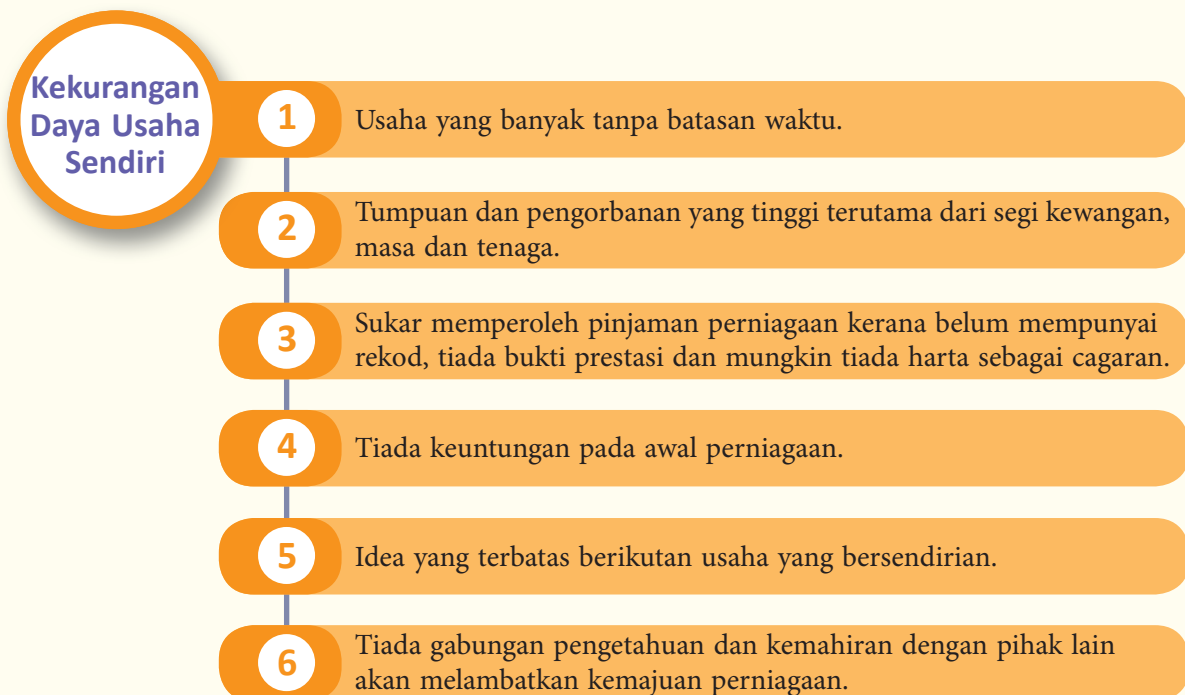 Kekurangan
Daya Usaha
Sendiri
1
Usaha yang banyak tanpa batasan waktu.
2
Tumpuan dan pengorbanan yang tinggi terutama dari segi kewangan,
masa dan tenaga.
3
Sukar memperoleh pinjaman perniagaan kerana belum mempunyai
rekod, tiada bukti prestasi dan mungkin tiada harta sebagai cagaran.
4
Tiada keuntungan pada awal perniagaan.
5
Idea yang terbatas berikutan usaha yang bersendirian.
6
Tiada gabungan pengetahuan dan kemahiran dengan pihak lain
akan melambatkan kemajuan perniagaan.